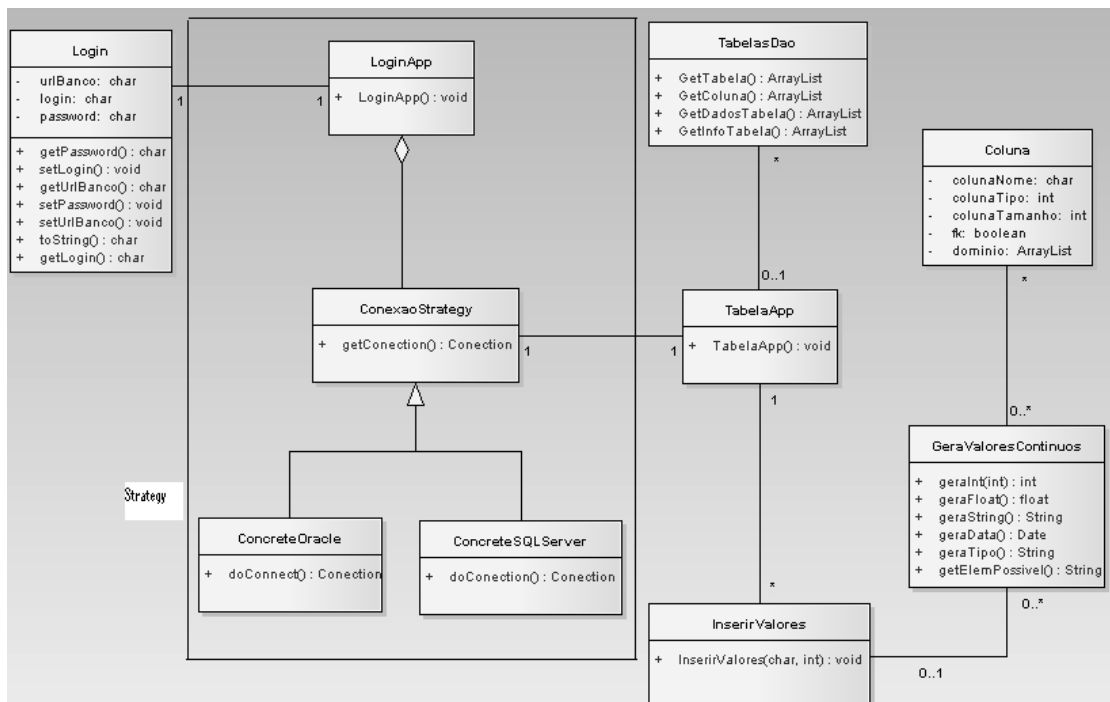 Login
- urlBanco: char
- login: char
- password: char
+ getPassword() : char
+ setLogin() : void
+ getUrlBanco() : char
+ setPassword() : void
+ setUrlBanco() : void
+ toString() : char
+ getLogin() : char
1
1
LoginApp
+ LoginApp() : void
ConexaoStrategy
+ getConection() : Conection
1
1
Strategy
ConcreteOracle
+ doConnect() : Conection
ConcreteSQLServer
+ doConection() : Conection
TabelasDao
+ GetTabela() : ArrayList
+ GetColuna() : ArrayList
+ GetDadosTabela() : ArrayList
+ GetInfoTabela() : ArrayList
*
0..1
TabelaApp
+ TabelaApp() : void
1
*
InserirValores
+ InserirValores(char, int) : void
Coluna
- colunaNome: char
- colunaTipo: int
- colunaTamanho: int
- fk: boolean
- dominio: ArrayList
*
0..*
GeraValoresContinuos
+ geraInt(int) : int
+ geraFloat() : float
+ geraString() : String
+ geraData() : Date
+ geraTipo() : String
+ getElemPossivel() : String
0..*
0..1